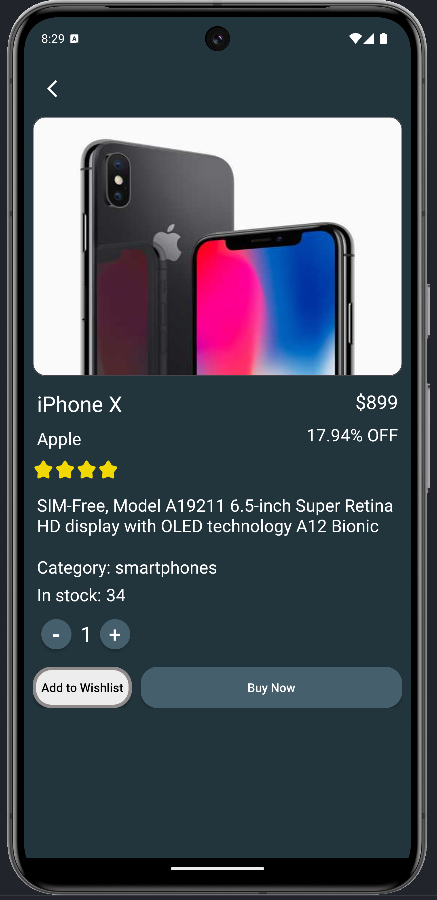 8:29 A
iPhone X
$899
Apple
17.94% OFF
SIM-Free, Model A19211 6.5-inch Super Retina
HD display with OLED technology A12 Bionic
Category: smartphones
In stock: 34
- 1 +
Add to Wishlist
Buy Now